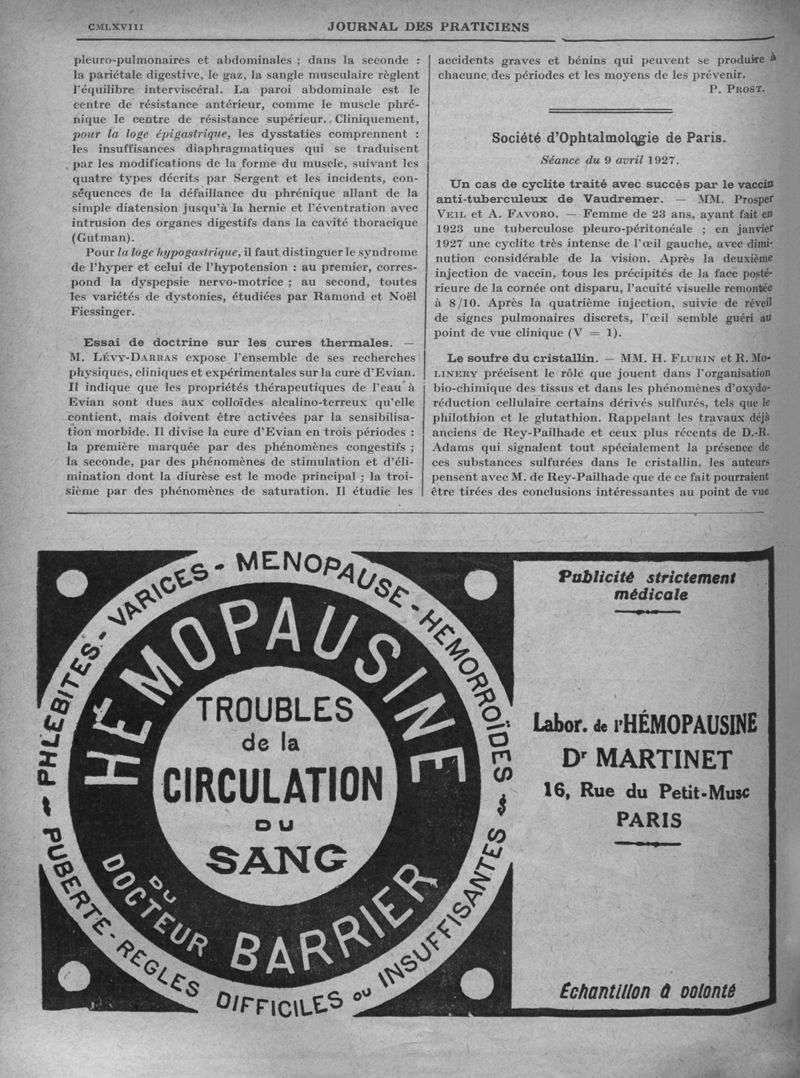 CMLXVIII
JOURNAL DES PRATICIENS
pleuro-pulmonaires et abdominales ; dans la seconde :
la pariétale digestive, le gaz, la sangle musculaire règlent
l'équilibre interviscéral. La paroi abdominale est le
centre de résistance antérieur, comme le muscle phré-
nique le centre de résistance supérieur. Cliniquement,
pour la loge épigastrique, les dysstaties comprennent :
les insuffisances diaphragmatiques qui se traduisent
par les modifications de la forme du muscle, suivant les
quatre types décrits par Sergent et les incidents, con-
séquences de la défaillance du phrénique allant de la
simple diatension jusqu'à la hernie et l'éventration avec
intrusion des organes digestifs dans la cavité thoracique
(Gutman).
Pour la loge hypogastrique, il faut distinguer le syndrome
de l'hyper et celui de l'hypotension : au premier, corres-
pond la dyspepsie nervo-motrice ; au second, toutes
les variétés de dystonies, étudiées par Ramond et Noël
Fiessinger.
Essai de doctrine sur les cures thermales. —
M. LÉVY-DARRAS expose l'ensemble de ses recherches
physiques, cliniques et expérimentales sur la cure d'Evian.
Il indique que les propriétés thérapeutiques de l'eau à
Evian sont dues aux colloïdes alcalino-terreux qu'elle
contient, mais doivent être activées par la sensibilisa-
tion morbide. Il divise la cure d'Evian en trois périodes :
la première marquée par des phénomènes congestifs ;
la seconde, par des phénomènes de stimulation et d'éli-
mination dont la diurèse est le mode principal ; la troi-
sième par des phénomènes de saturation. Il étudie les
accidents graves et bénins qui peuvent se produire à
chacune des périodes et les moyens de les prévenir.
P. PROST.
Société d'Ophtalmologie de Paris.
Séance du 9 avril 1927.
Un cas de cyclite traité avec succès par le vaccin
anti-tuberculeux de Vaudremer. — MM. Prosper
VEIL et A. FAVORO. — Femme de 23 ans, ayant fait en
1923 une tuberculose pleuro-péritonéale ; en janvier
1927 une cyclite très intense de l'œil gauche, avec dimi-
nution considérable de la vision. Après la deuxième
injection de vaccin, tous les précipités de la face posté-
rieure de la cornée ont disparu, l'acuité visuelle remontée
à 8/10. Après la quatrième injection, suivie de réveil
de signes pulmonaires discrets, l'œil semble guéri au
point de vue clinique (V = 1).
Le soufre du cristallin. — MM. H. FLURIN et R. MO-
LINERY précisent le rôle que jouent dans l'organisation
bio-chimique des tissus et dans les phénomènes d'oxydo-
réduction cellulaire certains dérivés sulfurés, tels que le
philothion et le glutathion. Rappelant les travaux déjà
anciens de Rey-Pailhade et ceux plus récents de D.-R.
Adams qui signalent tout spécialement la présence de
ces substances sulfurées dans le cristallin, les auteurs
pensent avec M. de Rey-Pailhade que de ce fait pourraient
être tirées des conclusions intéressantes au point de vue
PHLÉBITES - VARICES - MÉNOPAUSE - HÉMORROÏDES
PUBERTÉ - RÈGLES DIFFICILES ou INSUFFISANTES
HÉMOPAUSINE
TROUBLES
de la
CIRCULATION
DU
SANG
DU
DOCTEUR BARRIER
Publicité strictement
médicale
Labor. de l'HÉMOPAUSINE
Dr MARTINET
16, Rue du Petit-Musc
PARIS
Échantillon à volonté